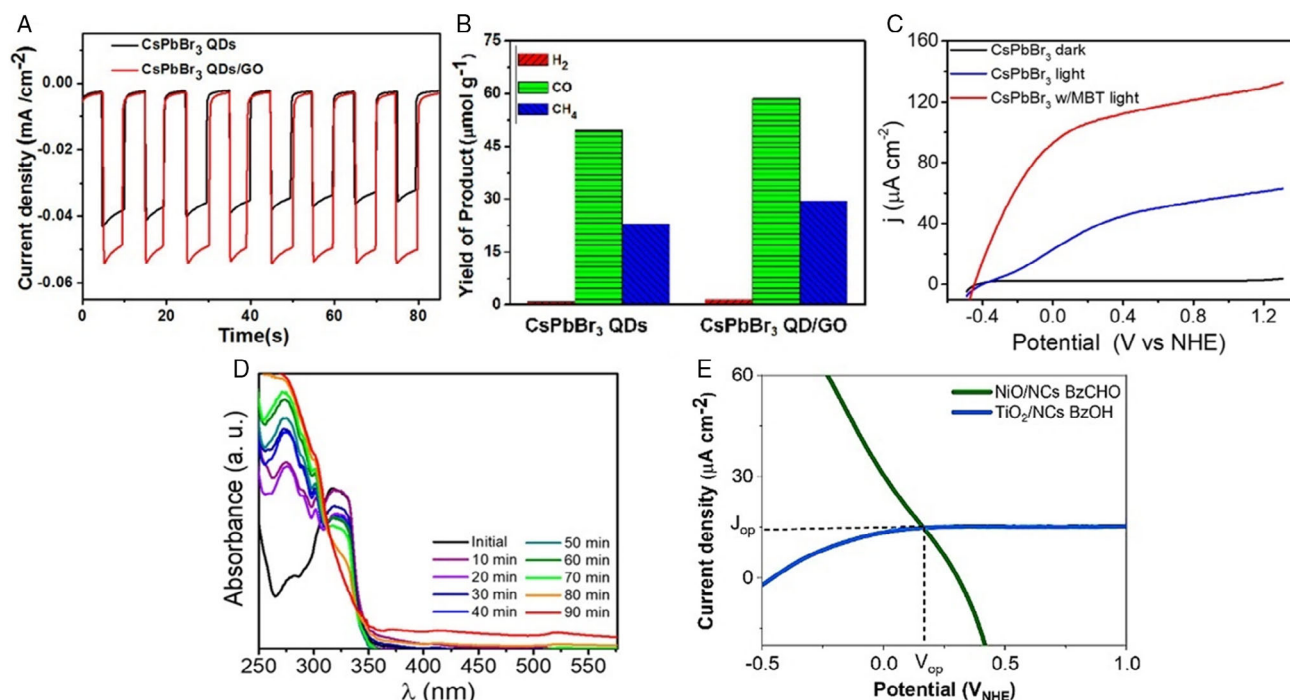 A
CsPbBr3 QDs
CsPbBr3 QDs/GO
Current density (mA /cm-2)
0.00
-0.02
-0.04
-0.06
0 20 40 60 80
Time(s)
B
H2
CO
CH4
Yield of Product (μmol g-1)
75
60
45
30
15
0
CsPbBr3 QDs CsPbBr3 QD/GO
C
CsPbBr3 dark
CsPbBr3 light
CsPbBr3 w/MBT light
j (μA cm-2)
160
120
80
40
0
-0.4 0.0 0.4 0.8 1.2
Potential (V vs NHE)
D
Absorbance (a. u.)
Initial 50 min
10 min 60 min
20 min 70 min
30 min 80 min
40 min 90 min
250 300 350 400 450 500 550
λ (nm)
E
NiO/NCs BzCHO
TiO2/NCs BzOH
Current density (μA cm-2)
60
30
Jop
0
-0.5 0.0 Vop 0.5 1.0
Potential (VNHE)